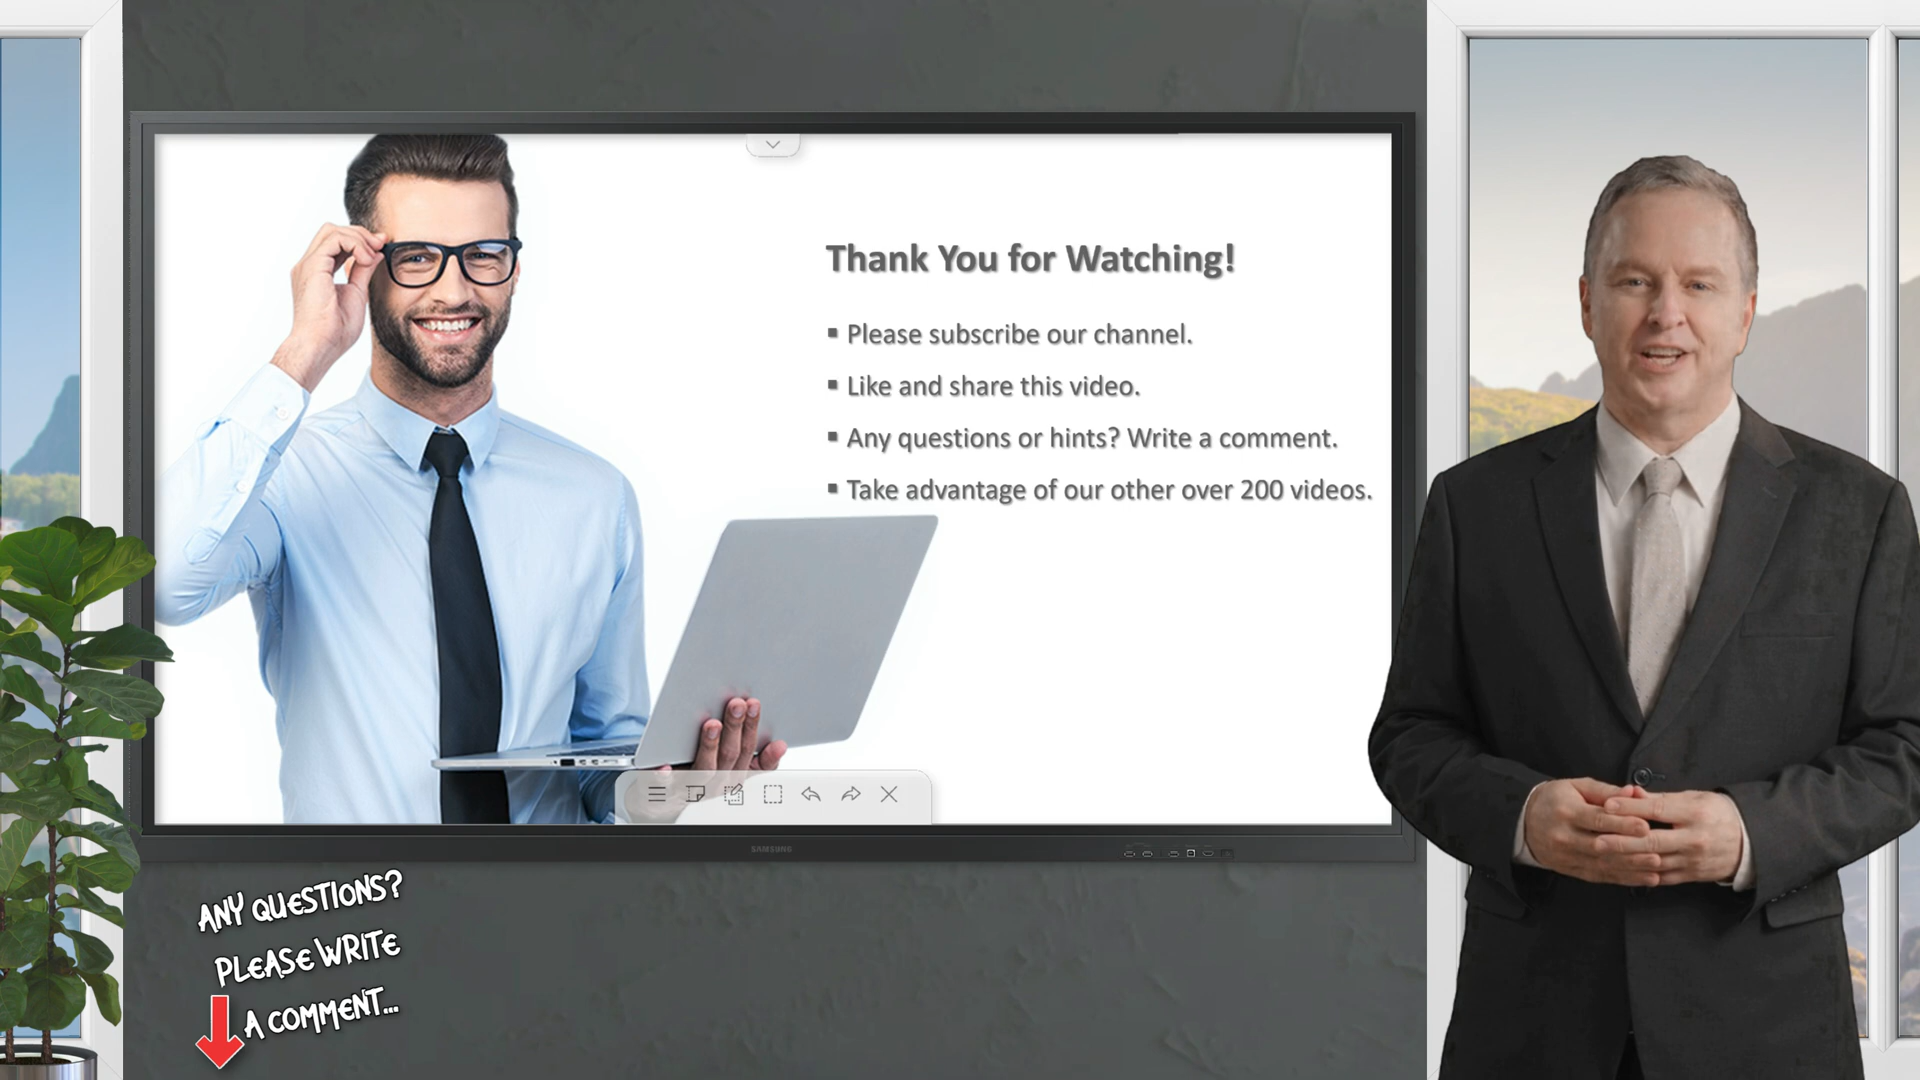 Thank You for Watching!
▪ Please subscribe our channel.
▪ Like and share this video.
▪ Any questions or hints? Write a comment.
▪ Take advantage of our other over 200 videos.
SAMSUNG
ANY QUESTIONS?
PLEASE WRITE
A COMMENT...